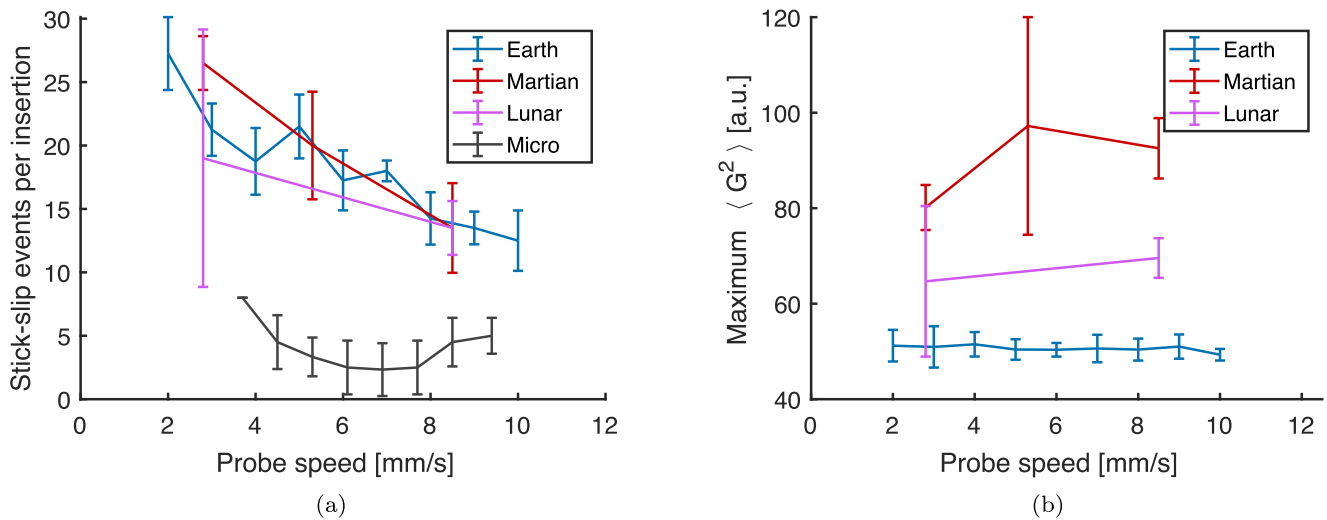 30
25
20
15
10
5
0
Stick-slip events per insertion
Earth
Martian
Lunar
Micro
0 2 4 6 8 10 12
Probe speed [mm/s]
(a)
120
100
80
60
40
Maximum 〈 G² 〉 [a.u.]
Earth
Martian
Lunar
0 2 4 6 8 10 12
Probe speed [mm/s]
(b)